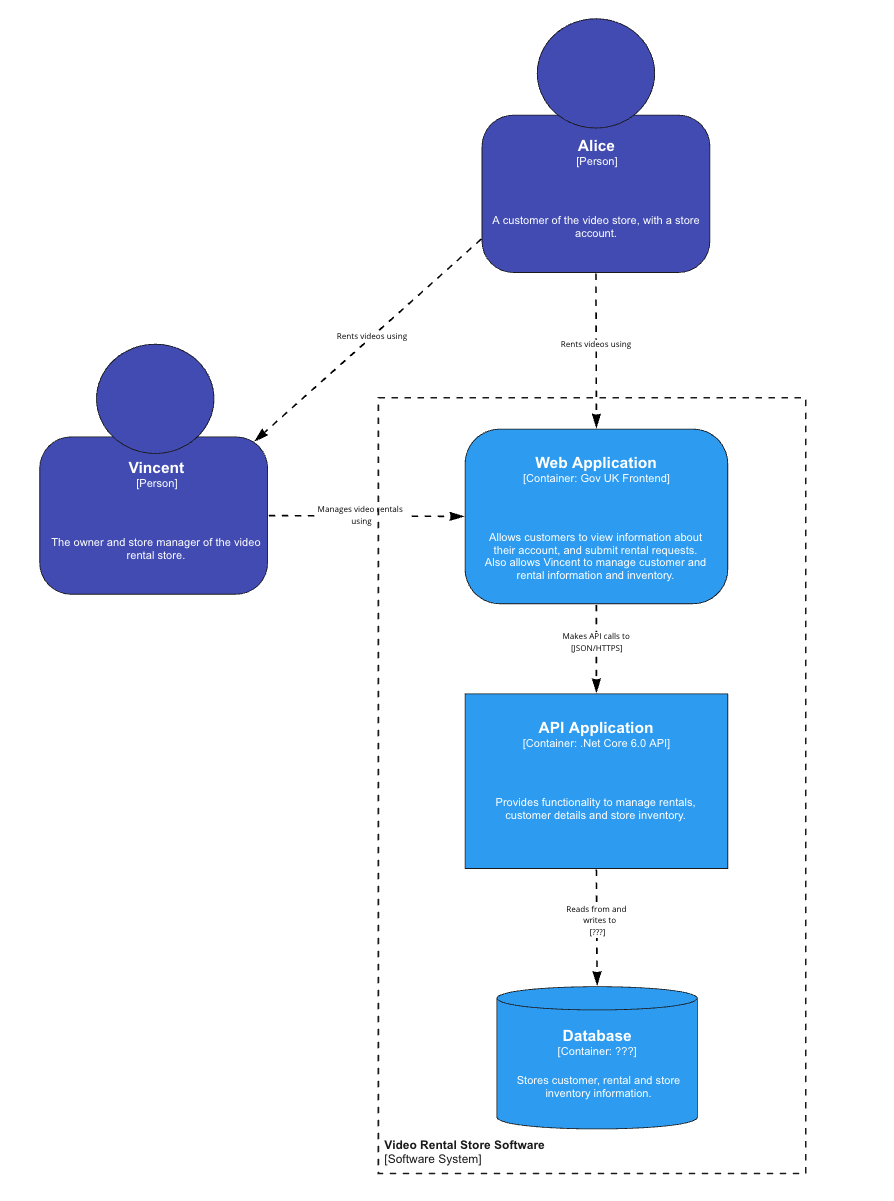 Alice
[Person]
A customer of the video store, with a store
account.
Rents videos using
Rents videos using
Vincent
[Person]
The owner and store manager of the video
rental store.
Manages video rentals
using
Web Application
[Container: Gov UK Frontend]
Allows customers to view information about
their account, and submit rental requests.
Also allows Vincent to manage customer and
rental information and inventory.
Makes API calls to
[JSON/HTTPS]
API Application
[Container: .Net Core 6.0 API]
Provides functionality to manage rentals,
customer details and store inventory.
Reads from and
writes to
[???]
Database
[Container: ???]
Stores customer, rental and store
inventory information.
Video Rental Store Software
[Software System]